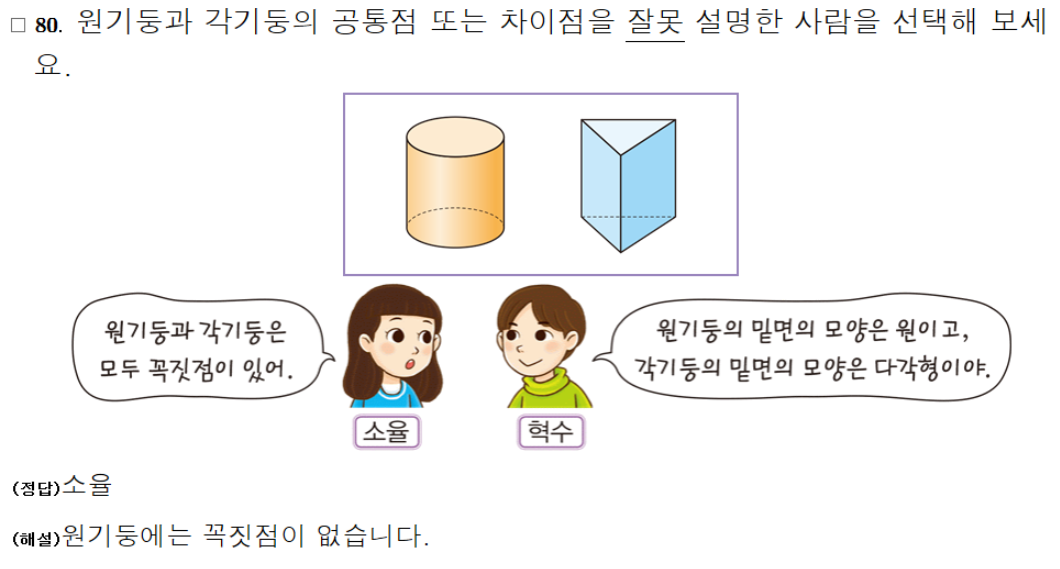 □ 80. 원기둥과 각기둥의 공통점 또는 차이점을 잘못 설명한 사람을 선택해 보세
요.
원기둥과 각기둥은
모두 꼭짓점이 있어.
원기둥의 밑면의 모양은 원이고,
각기둥의 밑면의 모양은 다각형이야.
소율
혁수
(정답)소율
(해설)원기둥에는 꼭짓점이 없습니다.